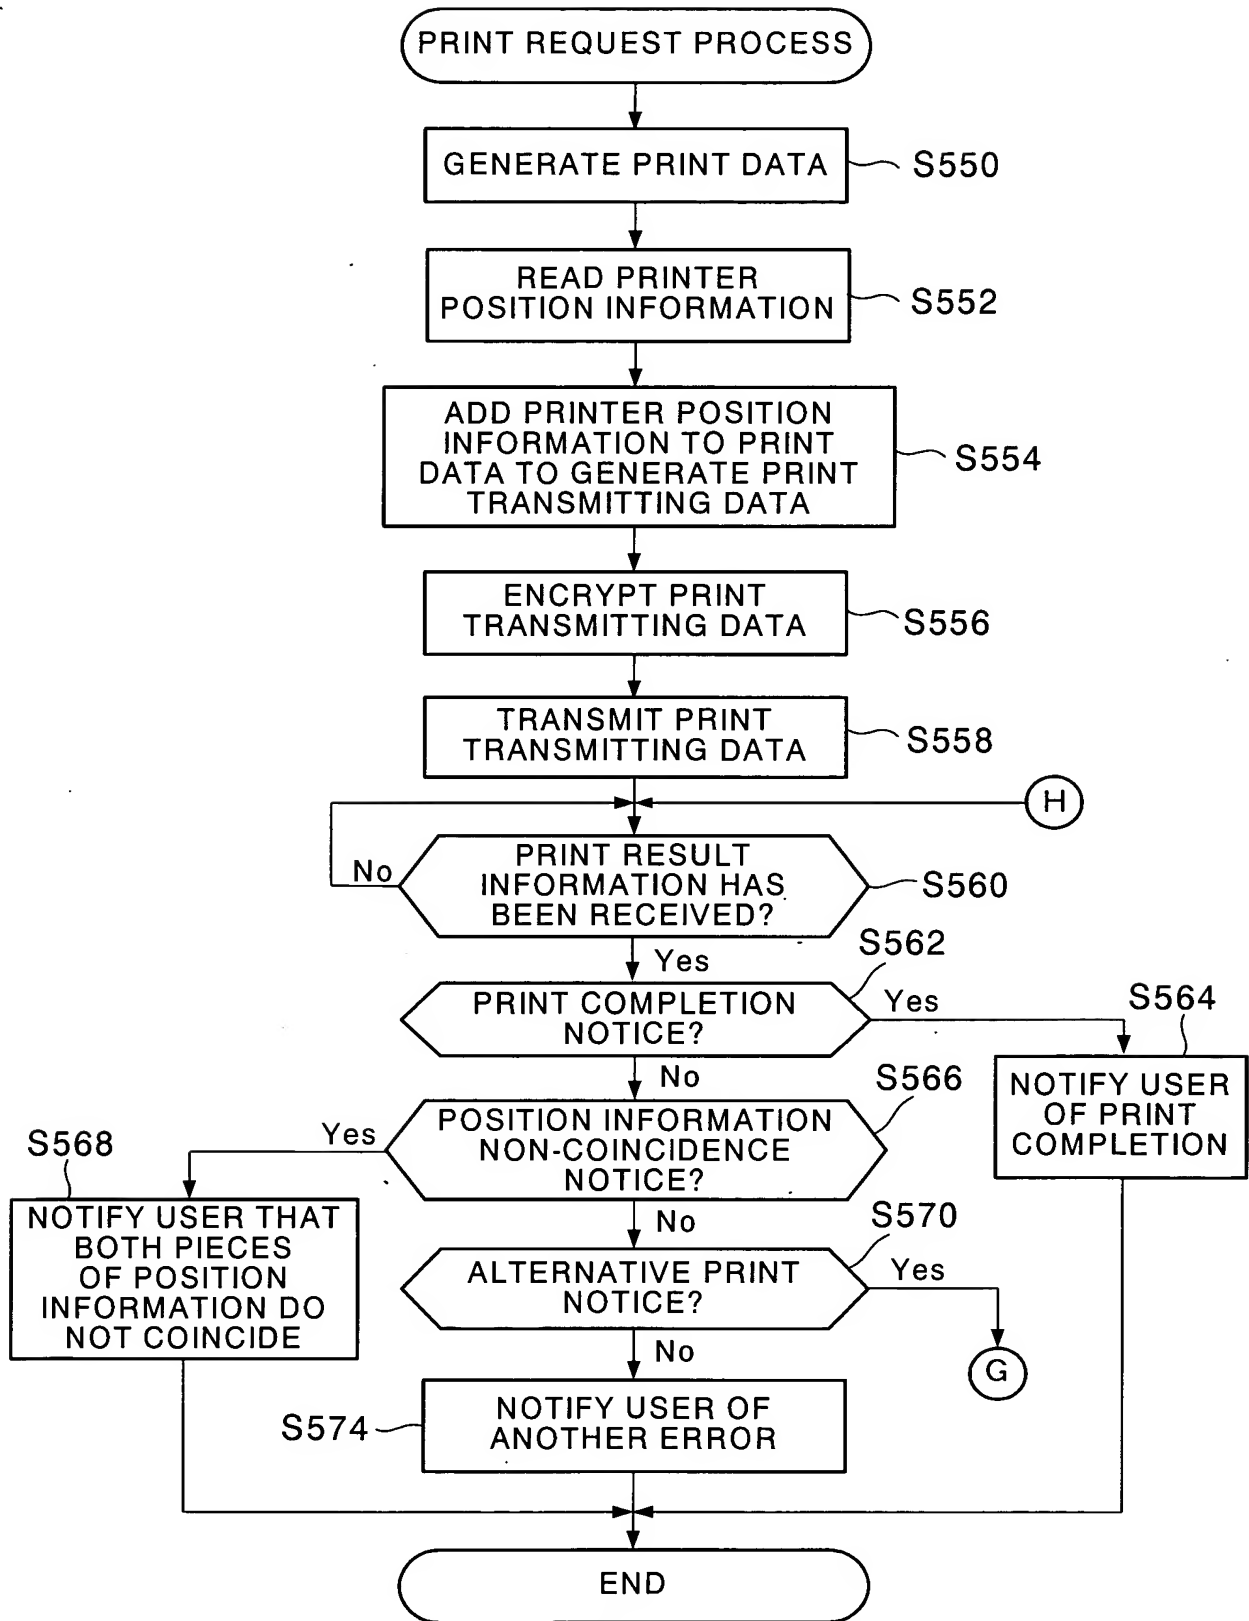 PRINT REQUEST PROCESS
GENERATE PRINT DATA
S550
READ PRINTER
POSITION INFORMATION
S552
ADD PRINTER POSITION
INFORMATION TO PRINT
DATA TO GENERATE PRINT
TRANSMITTING DATA
S554
ENCRYPT PRINT
TRANSMITTING DATA
S556
TRANSMIT PRINT
TRANSMITTING DATA
S558
H
PRINT RESULT
INFORMATION HAS
BEEN RECEIVED?
No
S560
Yes
S562
PRINT COMPLETION
NOTICE?
Yes
S564
NOTIFY USER
OF PRINT
COMPLETION
No
S566
POSITION INFORMATION
NON-COINCIDENCE
NOTICE?
Yes
S568
NOTIFY USER THAT
BOTH PIECES
OF POSITION
INFORMATION DO
NOT COINCIDE
No
S570
ALTERNATIVE PRINT
NOTICE?
Yes
G
No
S574
NOTIFY USER OF
ANOTHER ERROR
END